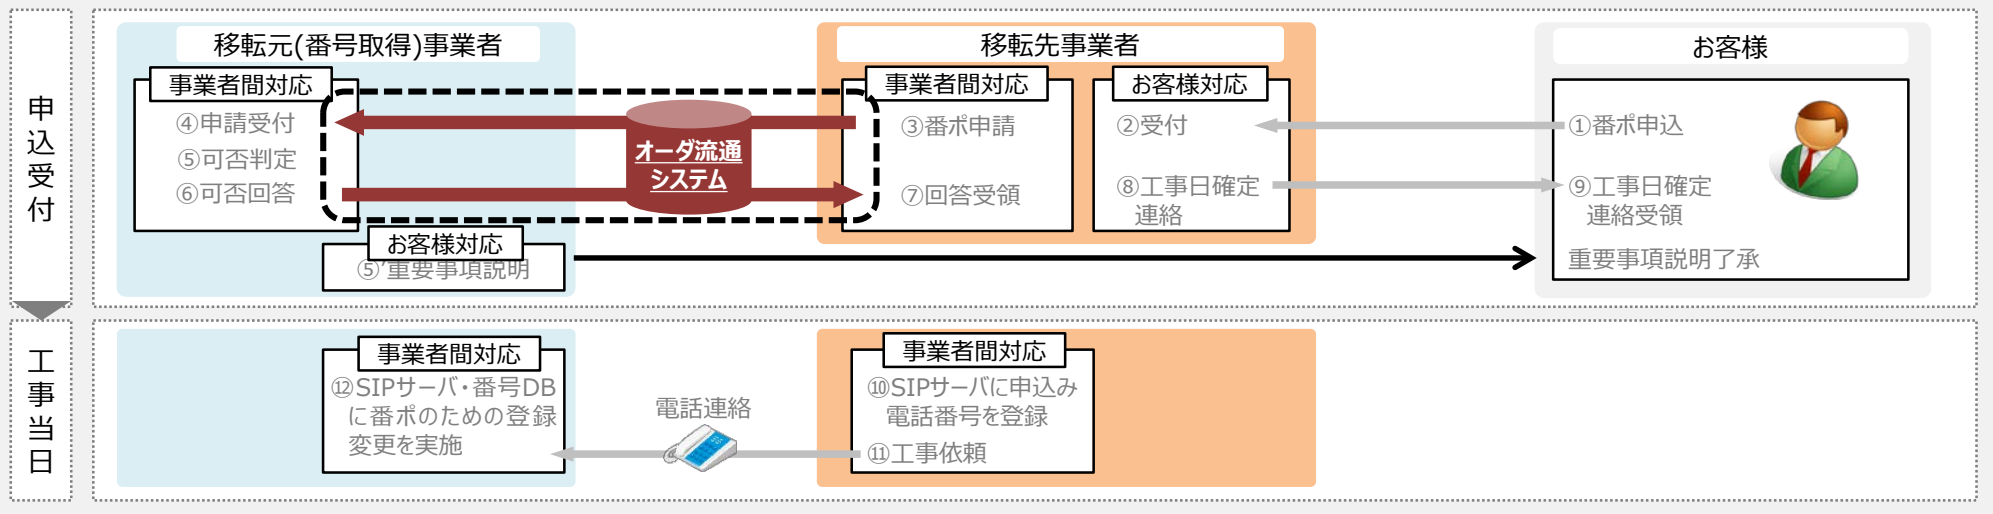 申込受付
移転元(番号取得)事業者
事業者間対応
④申請受付
⑤可否判定
⑥可否回答
お客様対応
⑤’重要事項説明
オーダ流通
システム
移転先事業者
事業者間対応
③番ポ申請
⑦回答受領
お客様対応
②受付
⑧工事日確定
連絡
お客様
①番ポ申込
⑨工事日確定
連絡受領
重要事項説明了承
工事当日
事業者間対応
⑫SIPサーバ・番号DB
に番ポのための登録
変更を実施
電話連絡
事業者間対応
⑩SIPサーバに申込み
電話番号を登録
⑪工事依頼